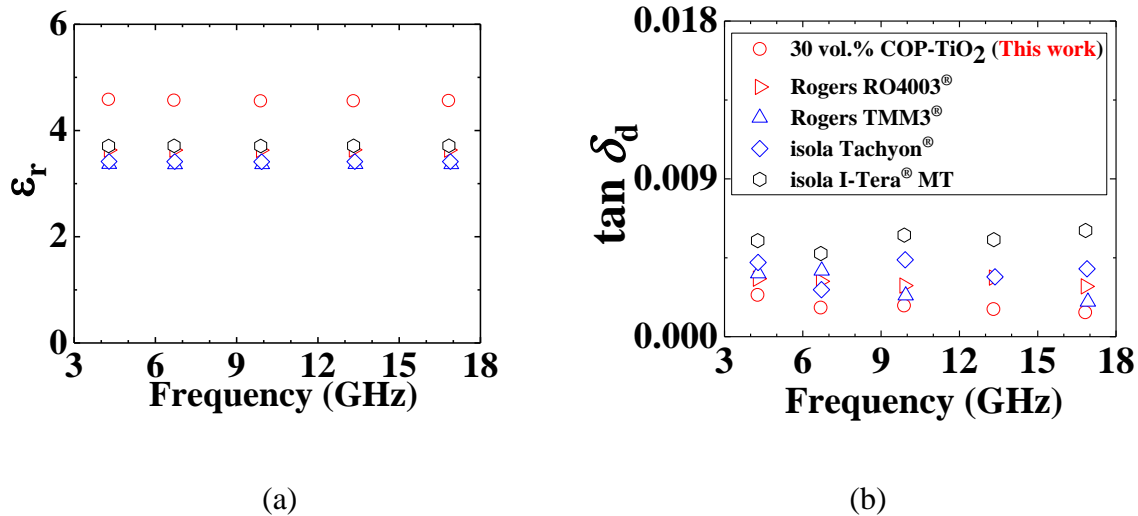 6
4
2
0
3 6 9 12 15 18
εr
Frequency (GHz)
(a)
0.018
0.009
0.000
3 6 9 12 15 18
tan δd
Frequency (GHz)
30 vol.% COP-TiO2 (This work)
Rogers RO4003®
Rogers TMM3®
isola Tachyon®
isola I-Tera® MT
(b)